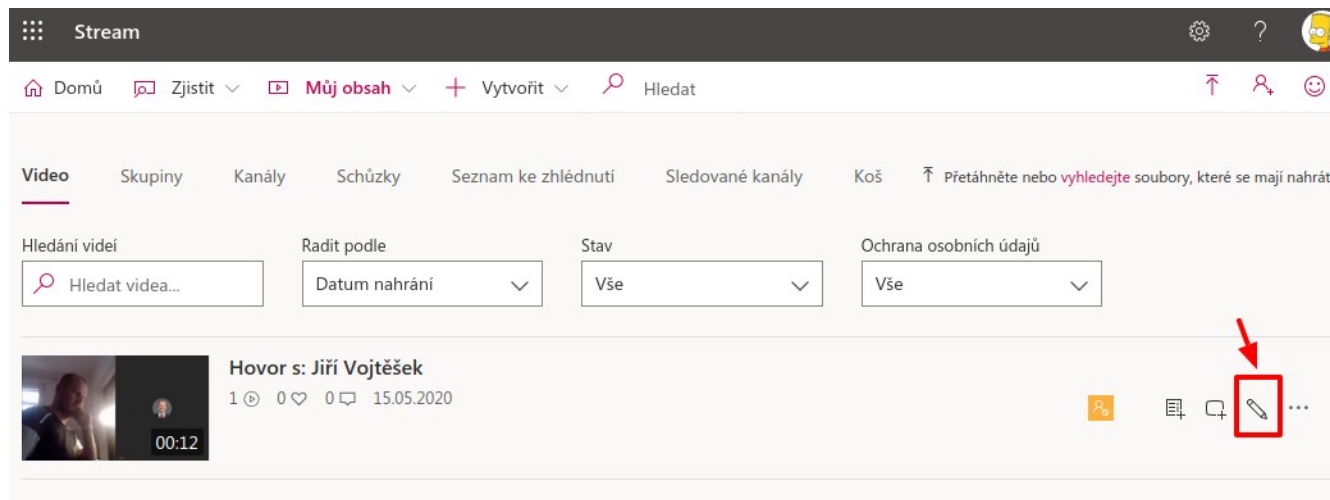 Stream
Domů Zjistit Můj obsah Vytvořit Hledat
Video Skupiny Kanály Schůzky Seznam ke zhlédnutí Sledované kanály Koš Přetáhněte nebo vyhledejte soubory, které se mají nahrát
Hledání videí Radit podle Stav Ochrana osobních údajů
Hledat videa... Datum nahrání Vše Vše
Hovor s: Jiří Vojtěšek
1 0 0 15.05.2020
00:12